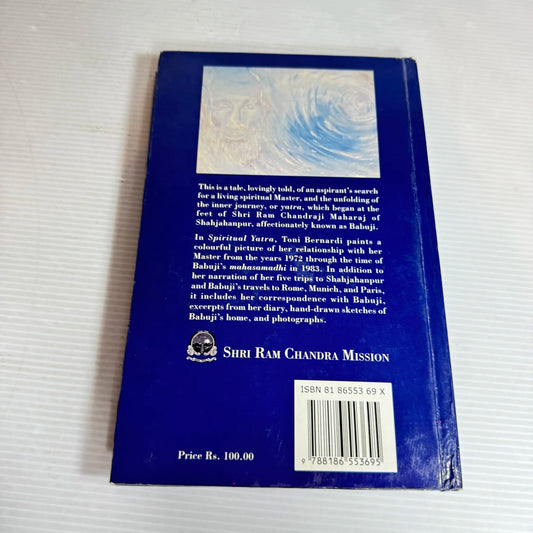 This is a tale, lovingly told, of an aspirant's search
for a living spiritual Master, and the unfolding of
the inner journey, or yatra, which began at the
feet of Shri Ram Chandraji Maharaj of
Shahjahanpur, affectionately known as Babuji.
In Spiritual Yatra, Toni Bernardi paints a
colourful picture of her relationship with her
Master from the years 1972 through the time of
Babuji's mahasamadhi in 1983. In addition to
her narration of her five trips to Shahjahanpur
and Babuji's travels to Rome, Munich, and Paris,
it includes her correspondence with Babuji,
excerpts from her diary, hand-drawn sketches of
Babuji's home, and photographs.
SHRI RAM CHANDRA MISSION
ISBN 81 86553 69 X
9 788186 553695
Price Rs. 100.00